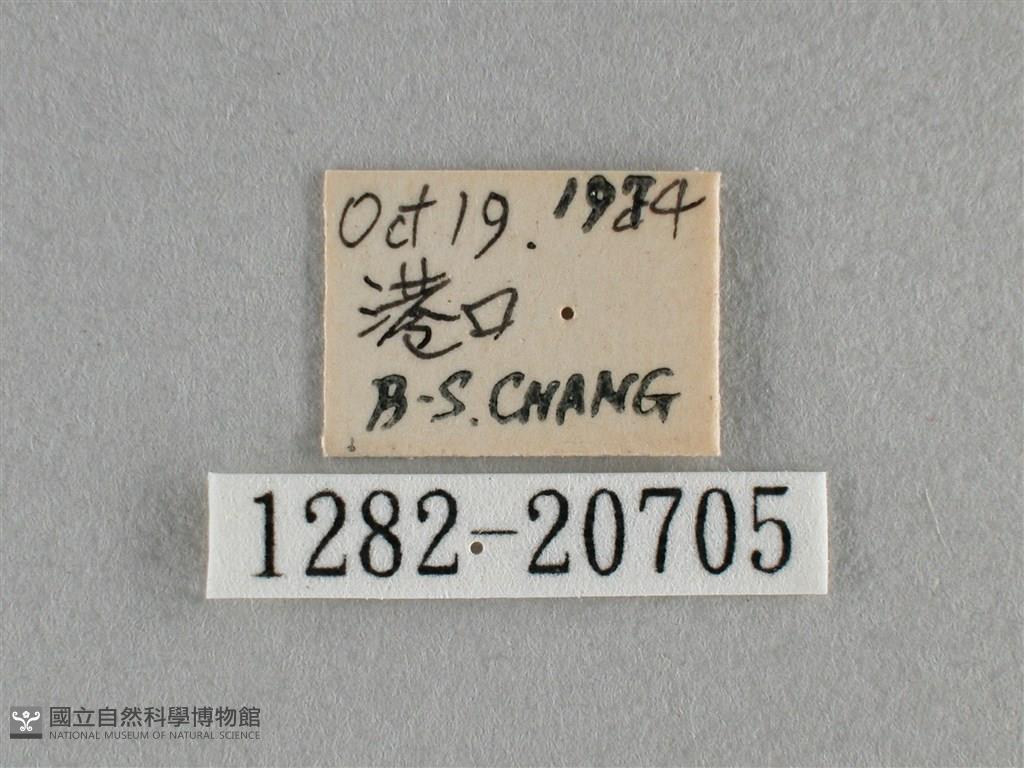 Oct 19. 1984
港口
B-S. CHANG
1282-20705
國立自然科學博物館
NATIONAL MUSEUM OF NATURAL SCIENCE